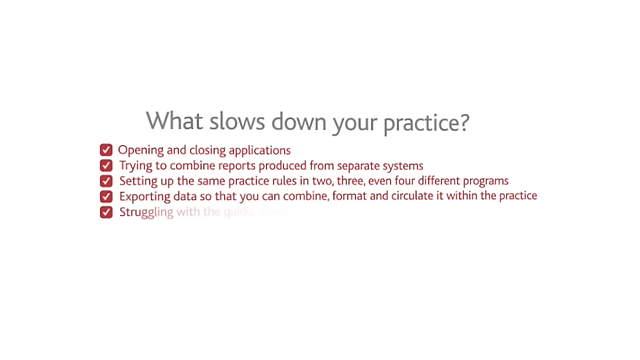 What slows down your practice?
Opening and closing applications
Trying to combine reports produced from separate systems
Setting up the same practice rules in two, three, even four different programs
Exporting data so that you can combine, format and circulate it within the practice
Struggling with the quirks